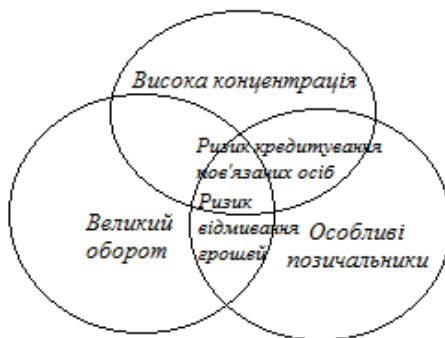 Висока концентрація
Ризик кредитування
пов'язаних осіб
Ризик
відмивання
грошей
Великий
оборот
Особливі
позичальники